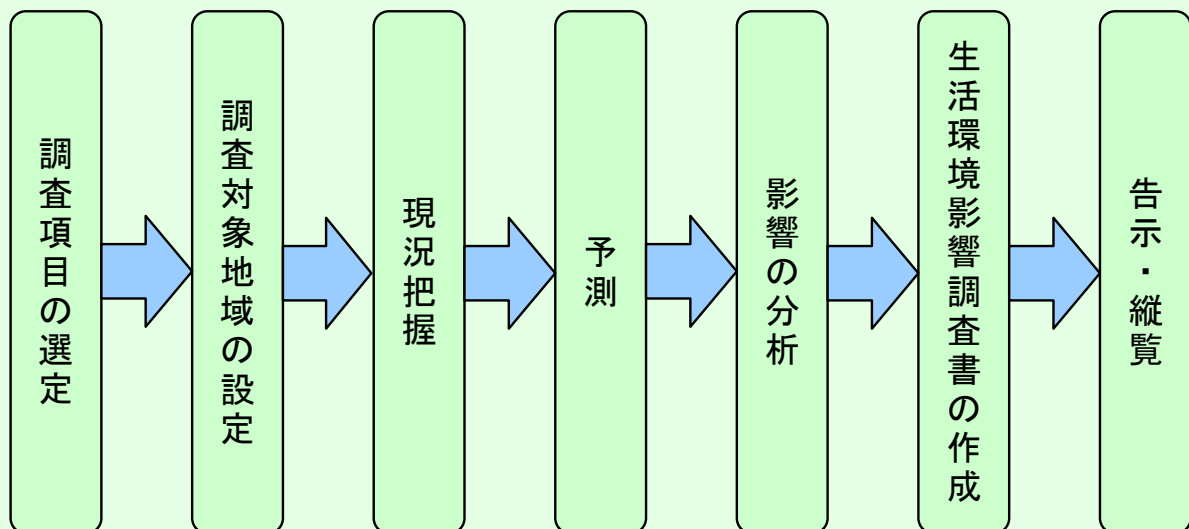 調査項目の選定
調査対象地域の設定
現況把握
予測
影響の分析
生活環境影響調査書の作成
告示・縦覧